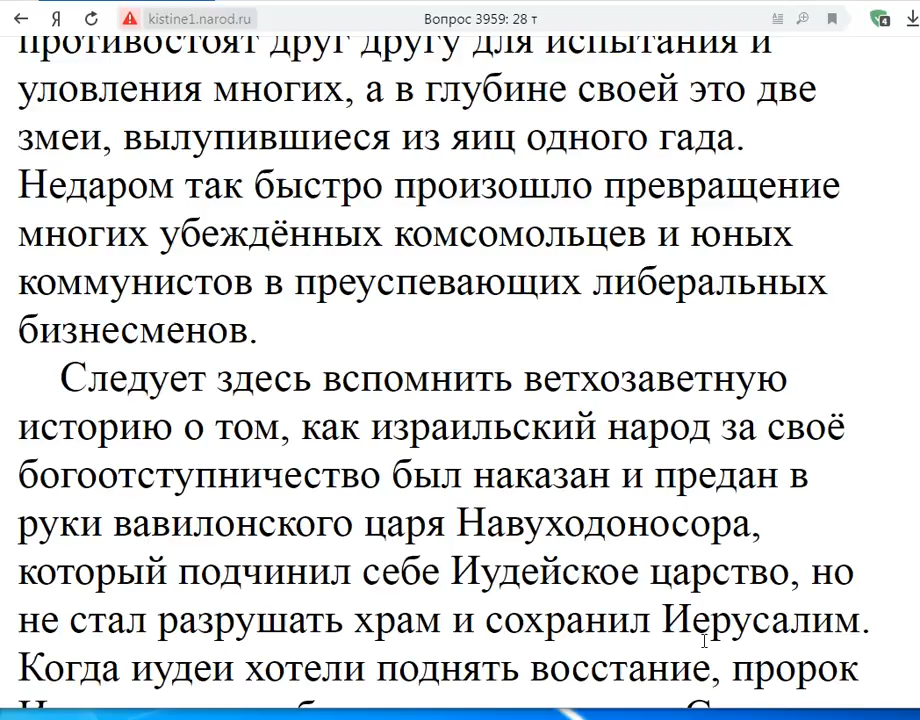 Я kistine1.narod.ru Вопрос 3959: 28 т 4
противостоят друг другу для испытания и
уловления многих, а в глубине своей это две
змеи, вылупившиеся из яиц одного гада.
Недаром так быстро произошло превращение
многих убеждённых комсомольцев и юных
коммунистов в преуспевающих либеральных
бизнесменов.
Следует здесь вспомнить ветхозаветную
историю о том, как израильский народ за своё
богоотступничество был наказан и предан в
руки вавилонского царя Навуходоносора,
который подчинил себе Иудейское царство, но
не стал разрушать храм и сохранил Иерусалим.
Когда иудеи хотели поднять восстание, пророк